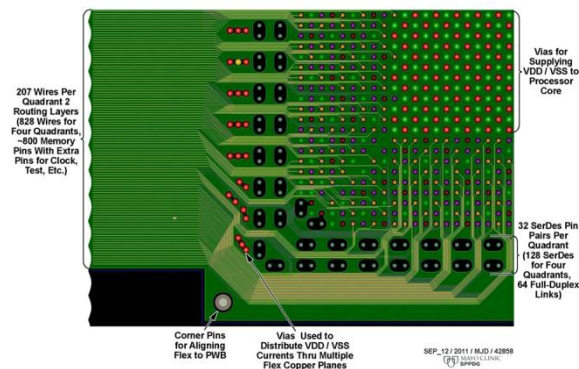 207 Wires Per
Quadrant 2
Routing Layers
(828 Wires for
Four Quadrants,
~800 Memory
Pins With Extra
Pins for Clock,
Test, Etc.)
Vias for
Supplying
VDD / VSS to
Processor
Core
32 SerDes Pin
Pairs Per
Quadrant
(128 SerDes
for Four
Quadrants,
64 Full-Duplex
Links)
Corner Pins
for Aligning
Flex to PWB
Vias Used to
Distribute VDD / VSS
Currents Thru Multiple
Flex Copper Planes
SEP_12 / 2011 / MJD / 42856
MAYO CLINIC
SPPDG